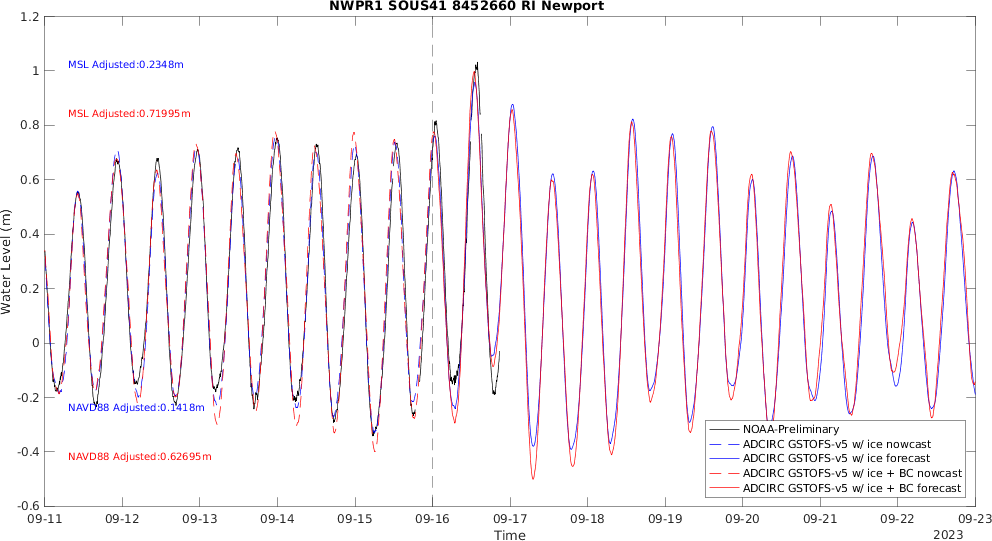 NWPR1 SOUS41 8452660 RI Newport
1.2
1
0.8
0.6
0.4
0.2
0
-0.2
-0.4
-0.6
Water Level (m)
MSL Adjusted:0.2348m
MSL Adjusted:0.71995m
NAVD88 Adjusted:0.1418m
NAVD88 Adjusted:0.62695m
NOAA-Preliminary
ADCIRC GSTOFS-v5 w/ ice nowcast
ADCIRC GSTOFS-v5 w/ ice forecast
ADCIRC GSTOFS-v5 w/ ice + BC nowcast
ADCIRC GSTOFS-v5 w/ ice + BC forecast
09-11 09-12 09-13 09-14 09-15 09-16 09-17 09-18 09-19 09-20 09-21 09-22 09-23
Time
2023